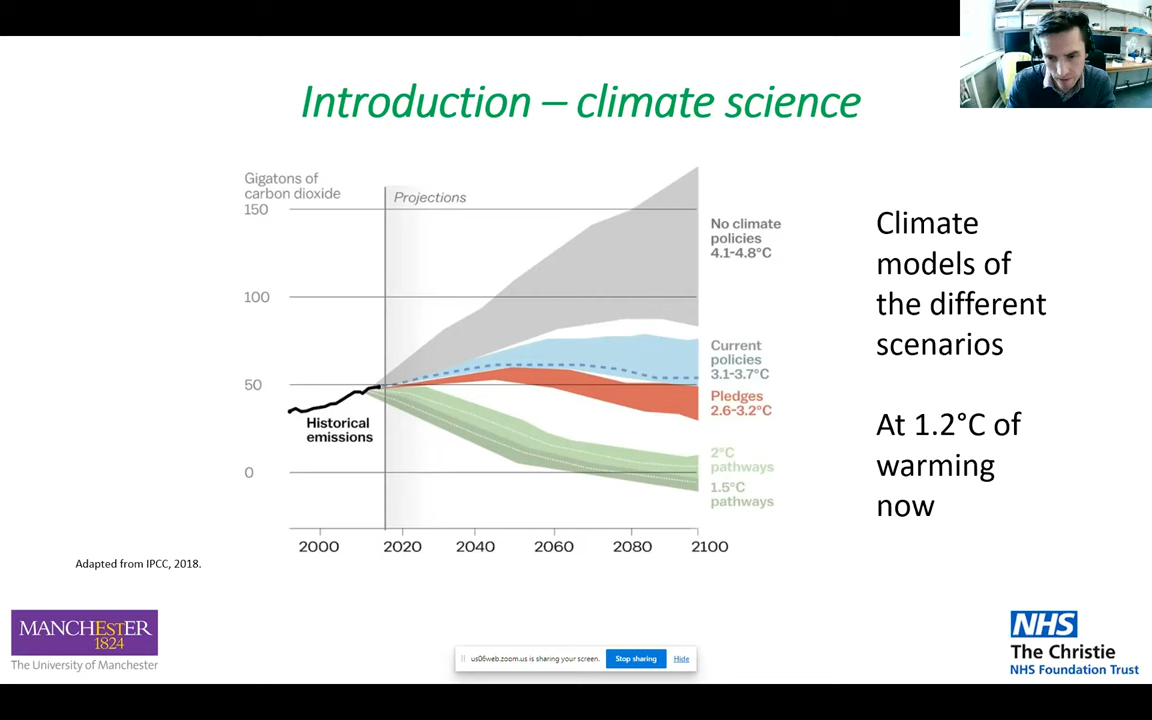 Introduction – climate science
Gigatons of
carbon dioxide
150
100
50
0
Projections
Historical
emissions
No climate
policies
4.1-4.8°C
Current
policies
3.1-3.7°C
Pledges
2.6-3.2°C
2°C
pathways
1.5°C
pathways
2000
2020
2040
2060
2080
2100
Climate
models of
the different
scenarios
At 1.2°C of
warming
now
Adapted from IPCC, 2018.
MANCHESTER
1824
The University of Manchester
us06web.zoom.us is sharing your screen.
Stop sharing
Hide
NHS
The Christie
NHS Foundation Trust